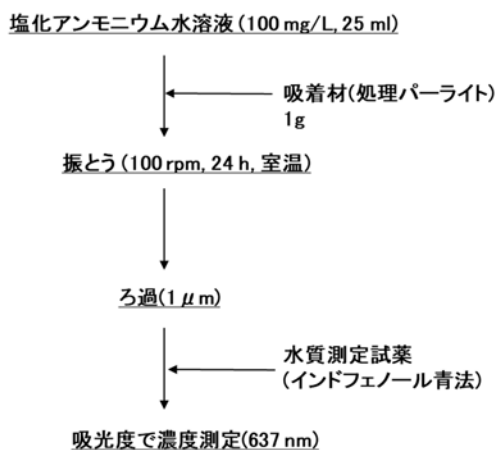 塩化アンモニウム水溶液(100 mg/L, 25 ml)
吸着材(処理パーライト)
1g
振とう(100 rpm, 24 h, 室温)
ろ過(1 μm)
水質測定試薬
(インドフェノール青法)
吸光度で濃度測定(637 nm)